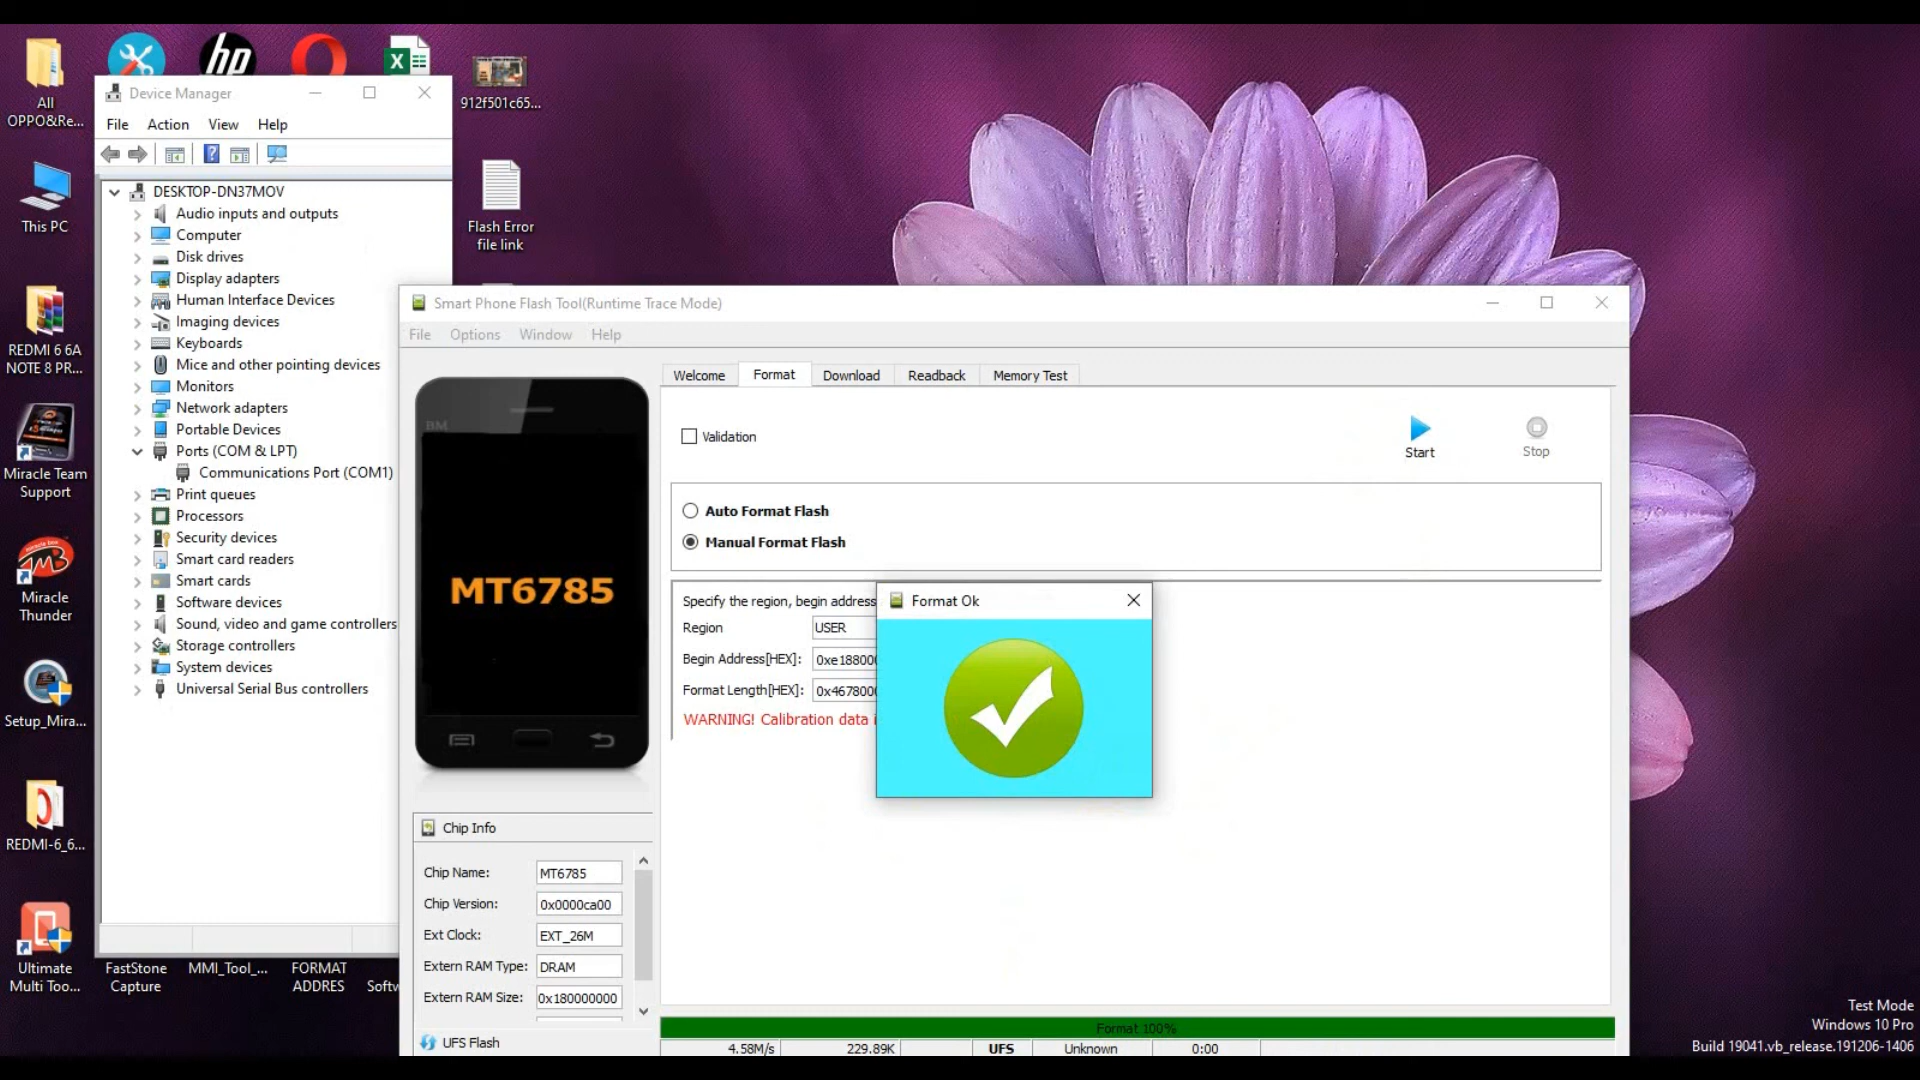 All
OPPO&Re...
This PC
REDMI 6 6A
NOTE 8 PR...
Miracle Team
Support
Miracle
Thunder
Setup_Mira...
REDMI-6_6...
Ultimate
Multi Too...
hp
912f501c65...
Flash Error
file link
FastStone
Capture
MMI_Tool_...
FORMAT
ADDRES
Device Manager
File Action View Help
DESKTOP-DN37MOV
Audio inputs and outputs
Computer
Disk drives
Display adapters
Human Interface Devices
Imaging devices
Keyboards
Mice and other pointing devices
Monitors
Network adapters
Portable Devices
Ports (COM & LPT)
Communications Port (COM1)
Print queues
Processors
Security devices
Smart card readers
Smart cards
Software devices
Sound, video and game controllers
Storage controllers
System devices
Universal Serial Bus controllers
Smart Phone Flash Tool(Runtime Trace Mode)
File Options Window Help
Welcome Format Download Readback Memory Test
BM
MT6785
Validation
Start
Stop
Auto Format Flash
Manual Format Flash
Specify the region, begin address
Region USER
Begin Address[HEX]: 0xe18800
Format Length[HEX]: 0x467800
WARNING! Calibration data
Format Ok
Chip Info
Chip Name: MT6785
Chip Version: 0x0000ca00
Ext Clock: EXT_26M
Extern RAM Type: DRAM
Extern RAM Size: 0x180000000
UFS Flash
Format 100%
4.58M/s 229.89K UFS Unknown 0:00
Test Mode
Windows 10 Pro
Build 19041.vb_release.191206-1406